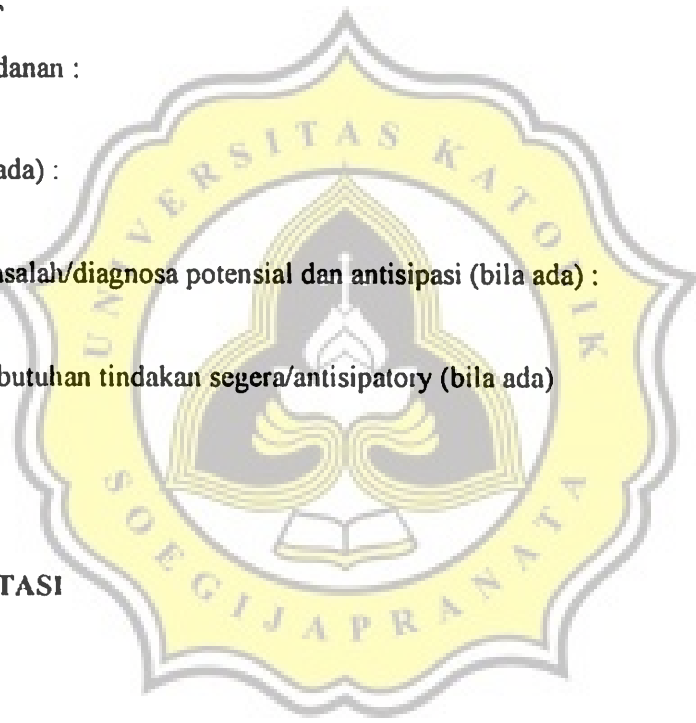 danan :
ada) :
asalah/diagnosa potensial dan antisipasi (bila ada) :
butuhan tindakan segera/antisipatory (bila ada)
TASI
UNIVERSITAS KATOLIK
SOEGIJAPRANATA